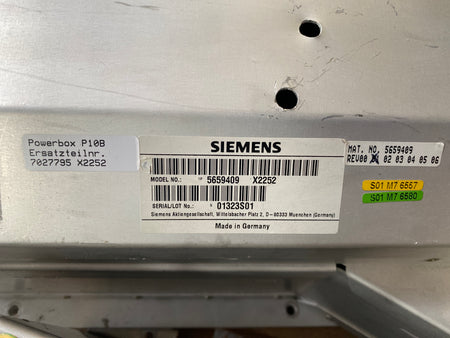 Powerbox P10B
Ersatzteilnr.
7027795 X2252
SIEMENS
MODEL NO.: 5659409 X2252
SERIAL/LOT No.: 01323S01
Siemens Aktiengesellschaft, Wittelsbacher Platz 2, D-80333 Muenchen (Germany)
Made in Germany
MAT. NO. 5659409
REV00 02 03 04 05 06
S01 M7 6557
S01 M7 6580